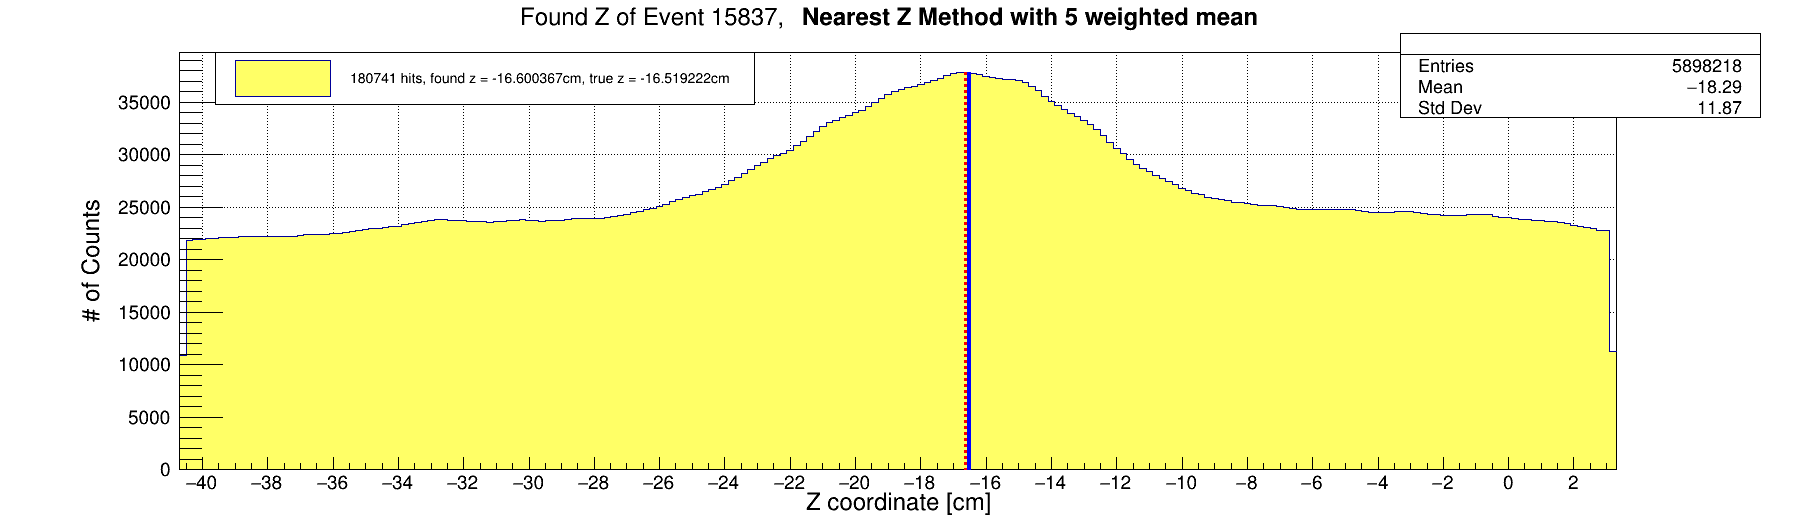 Found Z of Event 15837,   Nearest Z Method with 5 weighted mean
180741 hits, found z = -16.600367cm, true z = -16.519222cm
Entries 5898218
Mean −18.29
Std Dev 11.87
# of Counts
35000
30000
25000
20000
15000
10000
5000
0
−40 −38 −36 −34 −32 −30 −28 −26 −24 −22 −20 −18 −16 −14 −12 −10 −8 −6 −4 −2 0 2
Z coordinate [cm]